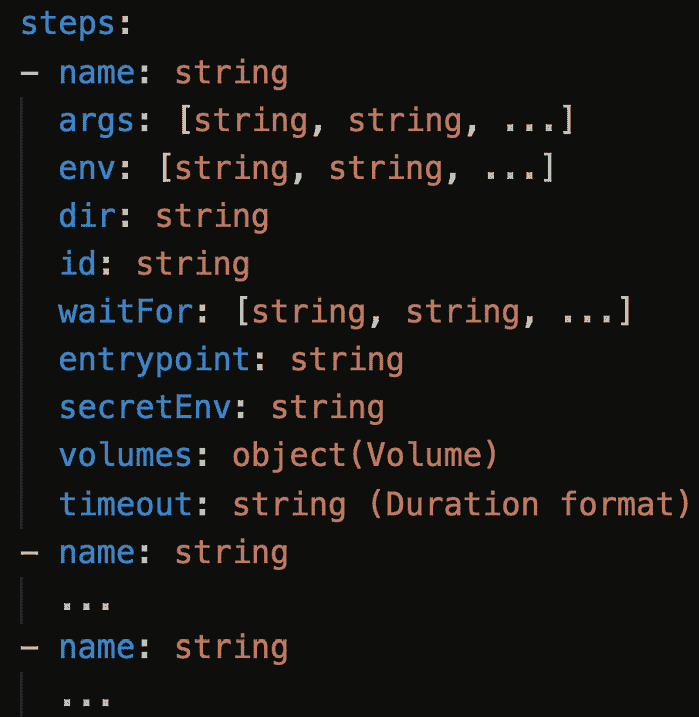 steps:
- name: string
args: [string, string, ...]
env: [string, string, ...]
dir: string
id: string
waitFor: [string, string, ...]
entrypoint: string
secretEnv: string
volumes: object(Volume)
timeout: string (Duration format)
- name: string
...
- name: string
...